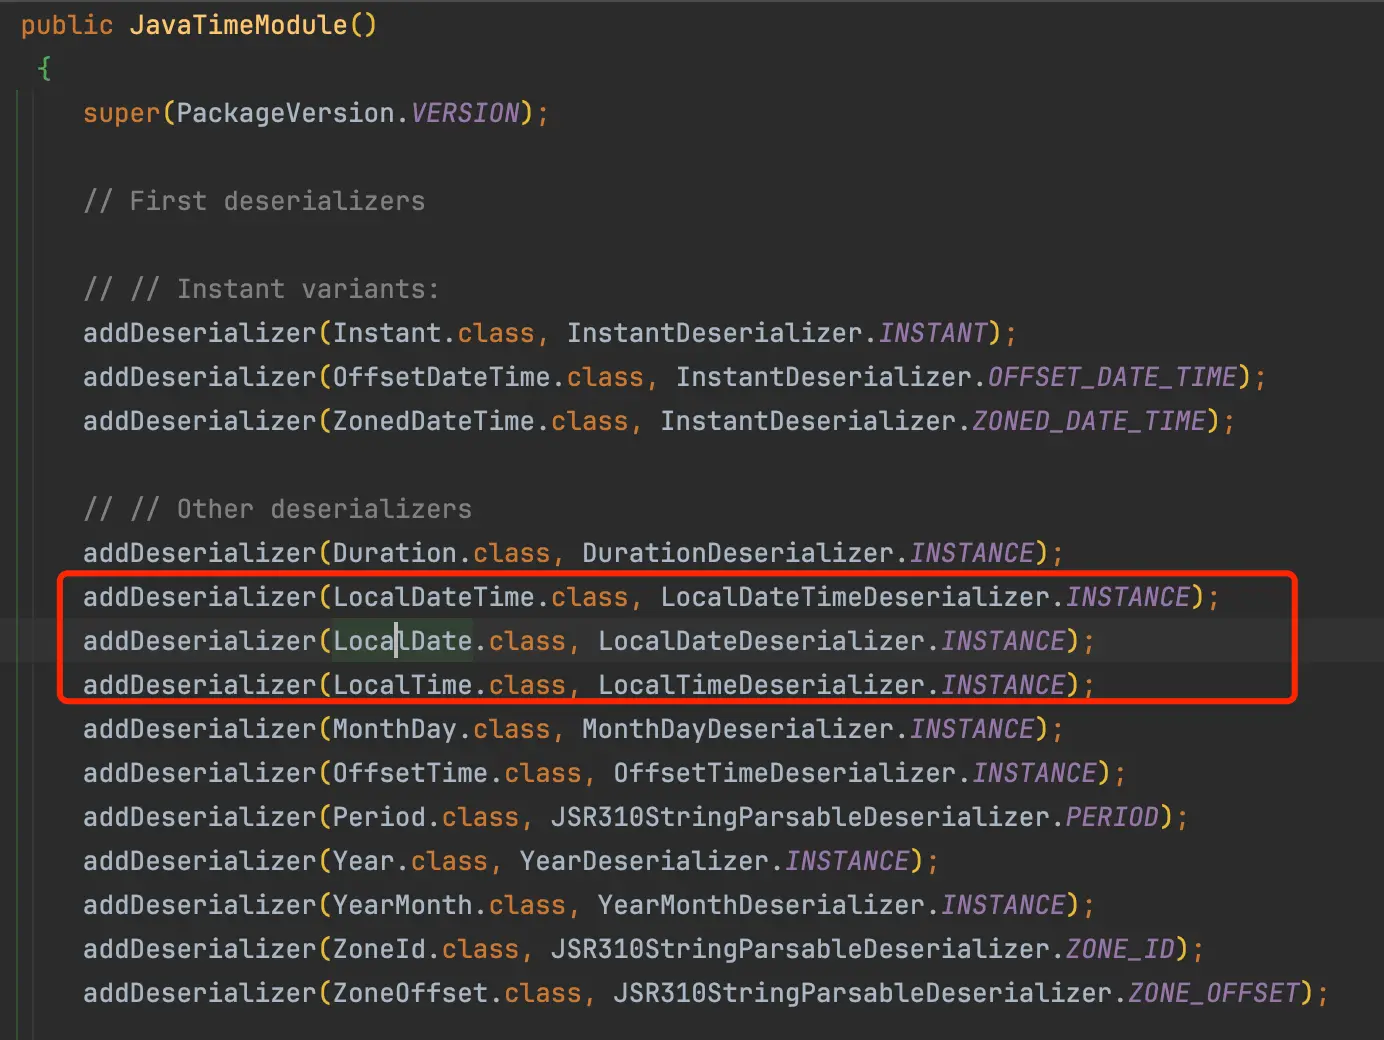 public JavaTimeModule()
{
super(PackageVersion.VERSION);
// First deserializers
// // Instant variants:
addDeserializer(Instant.class, InstantDeserializer.INSTANT);
addDeserializer(OffsetDateTime.class, InstantDeserializer.OFFSET_DATE_TIME);
addDeserializer(ZonedDateTime.class, InstantDeserializer.ZONED_DATE_TIME);
// // Other deserializers
addDeserializer(Duration.class, DurationDeserializer.INSTANCE);
addDeserializer(LocalDateTime.class, LocalDateTimeDeserializer.INSTANCE);
addDeserializer(LocalDate.class, LocalDateDeserializer.INSTANCE);
addDeserializer(LocalTime.class, LocalTimeDeserializer.INSTANCE);
addDeserializer(MonthDay.class, MonthDayDeserializer.INSTANCE);
addDeserializer(OffsetTime.class, OffsetTimeDeserializer.INSTANCE);
addDeserializer(Period.class, JSR310StringParsableDeserializer.PERIOD);
addDeserializer(Year.class, YearDeserializer.INSTANCE);
addDeserializer(YearMonth.class, YearMonthDeserializer.INSTANCE);
addDeserializer(ZoneId.class, JSR310StringParsableDeserializer.ZONE_ID);
addDeserializer(ZoneOffset.class, JSR310StringParsableDeserializer.ZONE_OFFSET);